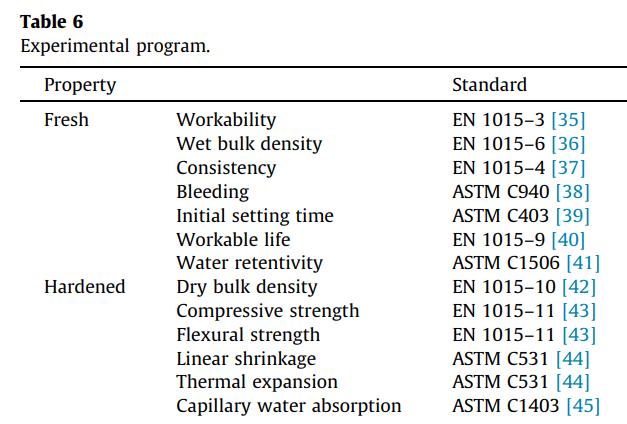 Table 6
Experimental program.
Property Standard
Fresh Workability EN 1015–3 [35]
Wet bulk density EN 1015–6 [36]
Consistency EN 1015–4 [37]
Bleeding ASTM C940 [38]
Initial setting time ASTM C403 [39]
Workable life EN 1015–9 [40]
Water retentivity ASTM C1506 [41]
Hardened Dry bulk density EN 1015–10 [42]
Compressive strength EN 1015–11 [43]
Flexural strength EN 1015–11 [43]
Linear shrinkage ASTM C531 [44]
Thermal expansion ASTM C531 [44]
Capillary water absorption ASTM C1403 [45]